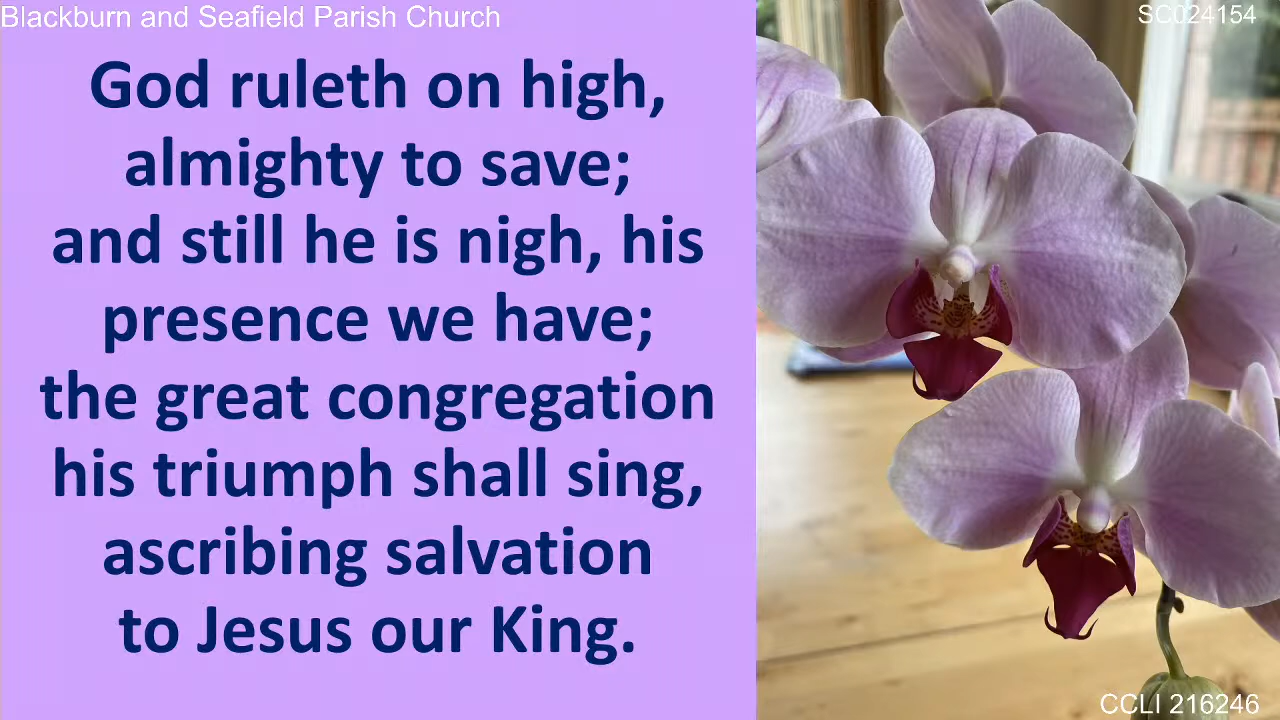 Blackburn and Seafield Parish Church
SC024154
God ruleth on high,
almighty to save;
and still he is nigh, his
presence we have;
the great congregation
his triumph shall sing,
ascribing salvation
to Jesus our King.
CCLI 216246